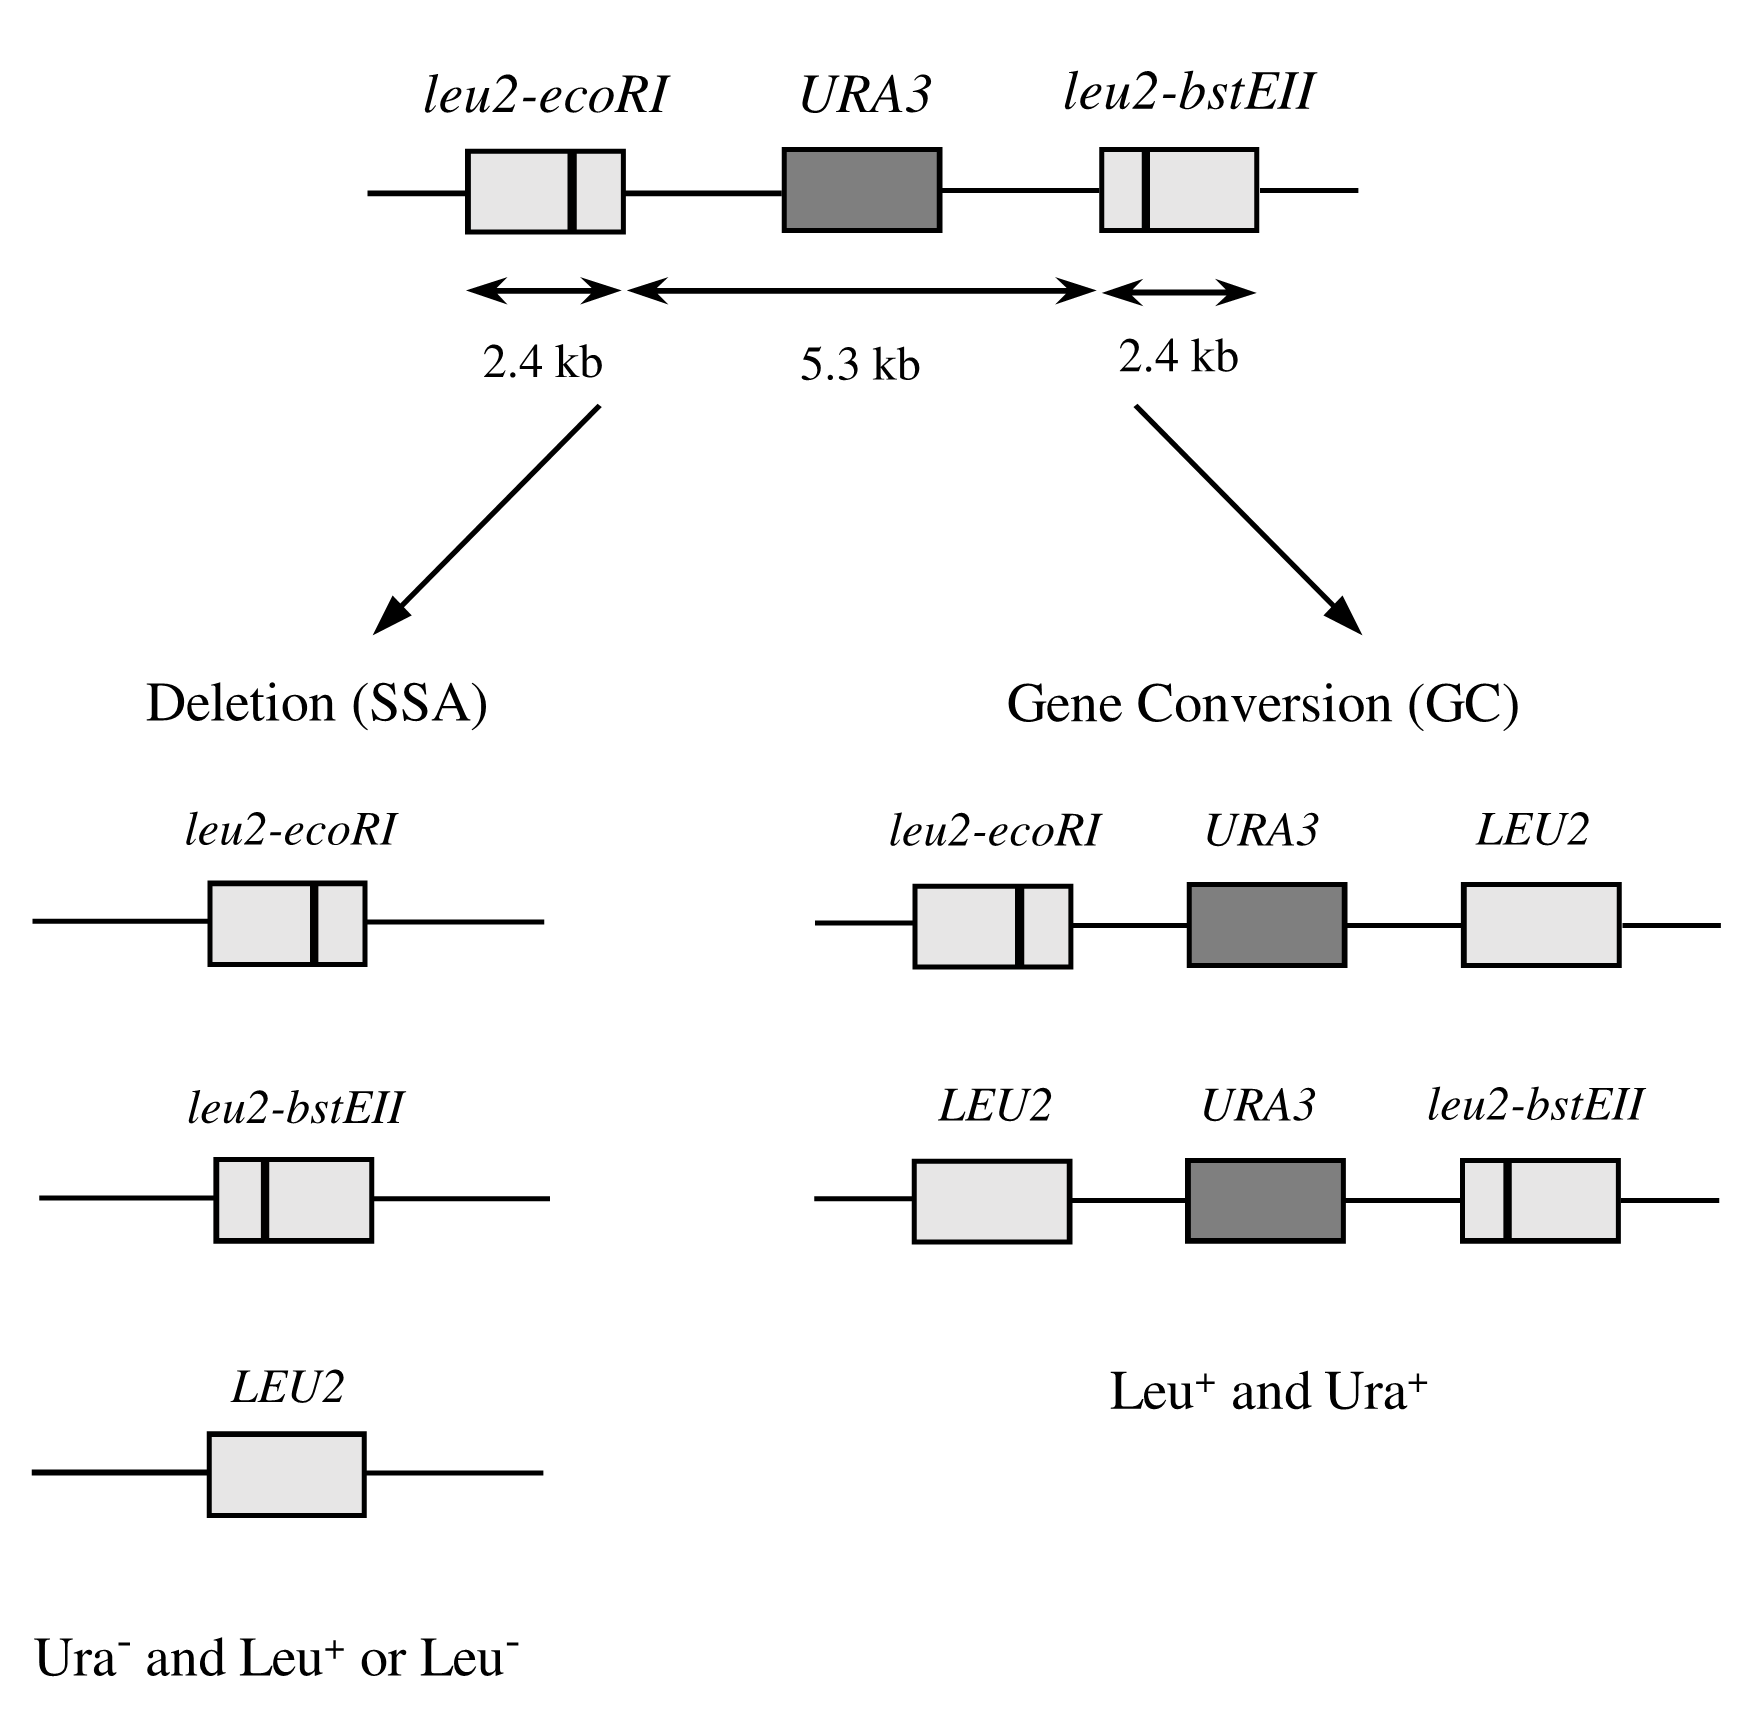 leu2-ecoRI URA3 leu2-bstEII
2.4 kb 5.3 kb 2.4 kb
Deletion (SSA)
leu2-ecoRI
leu2-bstEII
LEU2
Ura⁻ and Leu⁺ or Leu⁻
Gene Conversion (GC)
leu2-ecoRI URA3 LEU2
LEU2 URA3 leu2-bstEII
Leu⁺ and Ura⁺